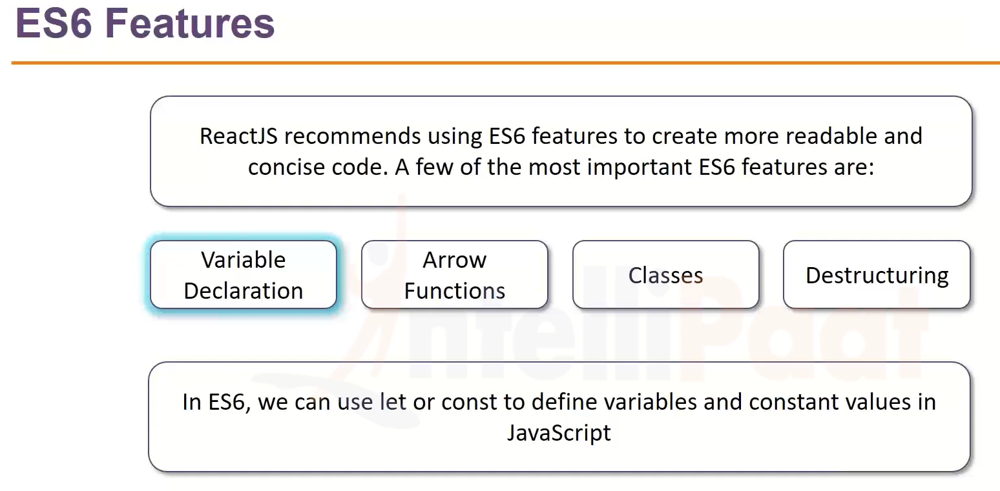 ES6 Features
ReactJS recommends using ES6 features to create more readable and
concise code. A few of the most important ES6 features are:
Variable
Declaration
Arrow
Functions
Classes
Destructuring
IntelliPaat
In ES6, we can use let or const to define variables and constant values in
JavaScript